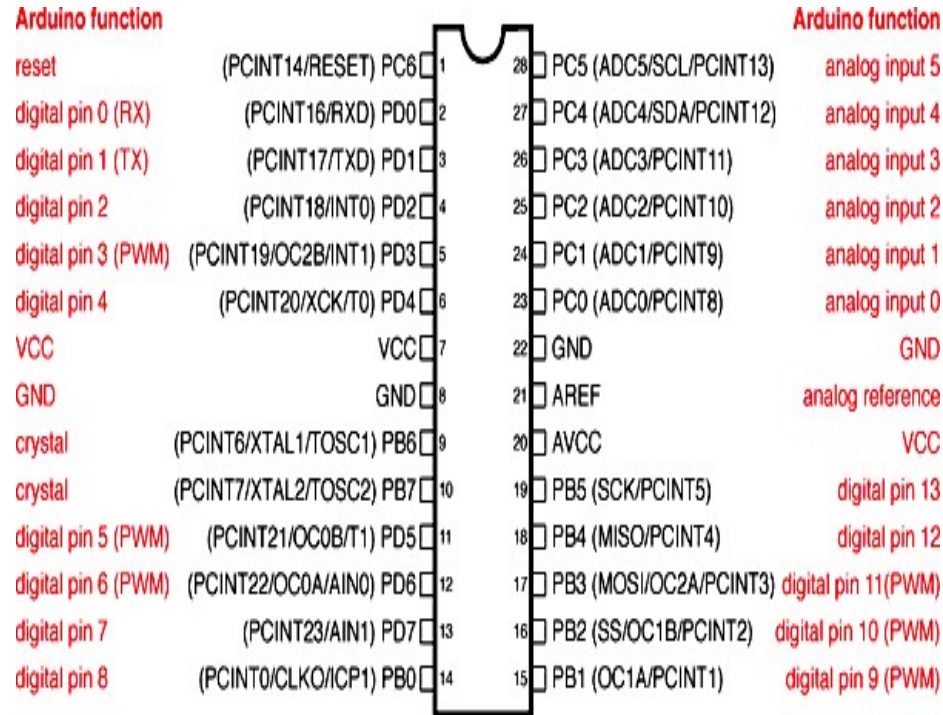 Arduino function Arduino function
reset (PCINT14/RESET) PC6 1 28 PC5 (ADC5/SCL/PCINT13) analog input 5
digital pin 0 (RX) (PCINT16/RXD) PD0 2 27 PC4 (ADC4/SDA/PCINT12) analog input 4
digital pin 1 (TX) (PCINT17/TXD) PD1 3 26 PC3 (ADC3/PCINT11) analog input 3
digital pin 2 (PCINT18/INT0) PD2 4 25 PC2 (ADC2/PCINT10) analog input 2
digital pin 3 (PWM) (PCINT19/OC2B/INT1) PD3 5 24 PC1 (ADC1/PCINT9) analog input 1
digital pin 4 (PCINT20/XCK/T0) PD4 6 23 PC0 (ADC0/PCINT8) analog input 0
VCC VCC 7 22 GND GND
GND GND 8 21 AREF analog reference
crystal (PCINT6/XTAL1/TOSC1) PB6 9 20 AVCC VCC
crystal (PCINT7/XTAL2/TOSC2) PB7 10 19 PB5 (SCK/PCINT5) digital pin 13
digital pin 5 (PWM) (PCINT21/OC0B/T1) PD5 11 18 PB4 (MISO/PCINT4) digital pin 12
digital pin 6 (PWM) (PCINT22/OC0A/AIN0) PD6 12 17 PB3 (MOSI/OC2A/PCINT3) digital pin 11(PWM)
digital pin 7 (PCINT23/AIN1) PD7 13 16 PB2 (SS/OC1B/PCINT2) digital pin 10 (PWM)
digital pin 8 (PCINT0/CLKO/ICP1) PB0 14 15 PB1 (OC1A/PCINT1) digital pin 9 (PWM)